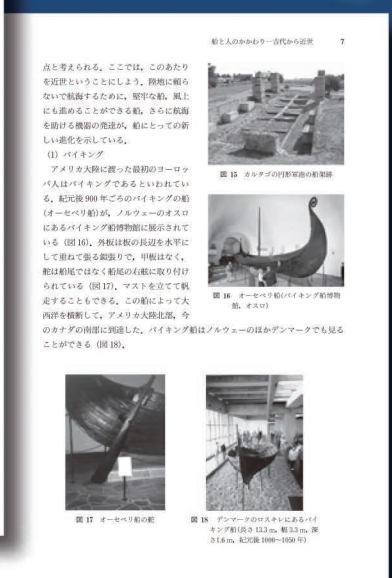 船と人のかかわり―古代から近世 7
点と考えられる．ここでは，このあたり
を近世ということにしよう．陸地に頼ら
ないで航海するために，堅牢な船，風上
にも進めることができる船，さらに航海
を助ける機器の発達が，船にとっての新
しい進化を示している．
(1) バイキング
アメリカ大陸に渡った最初のヨーロッ
パ人はバイキングであるといわれてい
る．紀元後900年ごろのバイキングの船
(オーセベリ船)が，ノルウェーのオスロ
にあるバイキング船博物館に展示されて
いる（図16）．外板は板の長辺を水平に
して重ねて張る鎧張りで，甲板はなく，
舵は船尾ではなく船尾の右舷に取り付け
られている（図17）．マストを立てて帆
走することもできる．この船によって大
西洋を横断して，アメリカ大陸北部，今
のカナダの南部に到達した．バイキング船はノルウェーのほかデンマークでも見る
ことができる（図18）．
図 15 カルタゴの円形軍港の船架跡
図 16 オーセベリ船(バイキング船博物
館，オスロ)
図 17 オーセベリ船の舵
図 18 デンマークのロスキレにあるバイ
キング船(長さ13.3 m，幅3.3 m，深
さ1.6 m，紀元後1000～1050年)